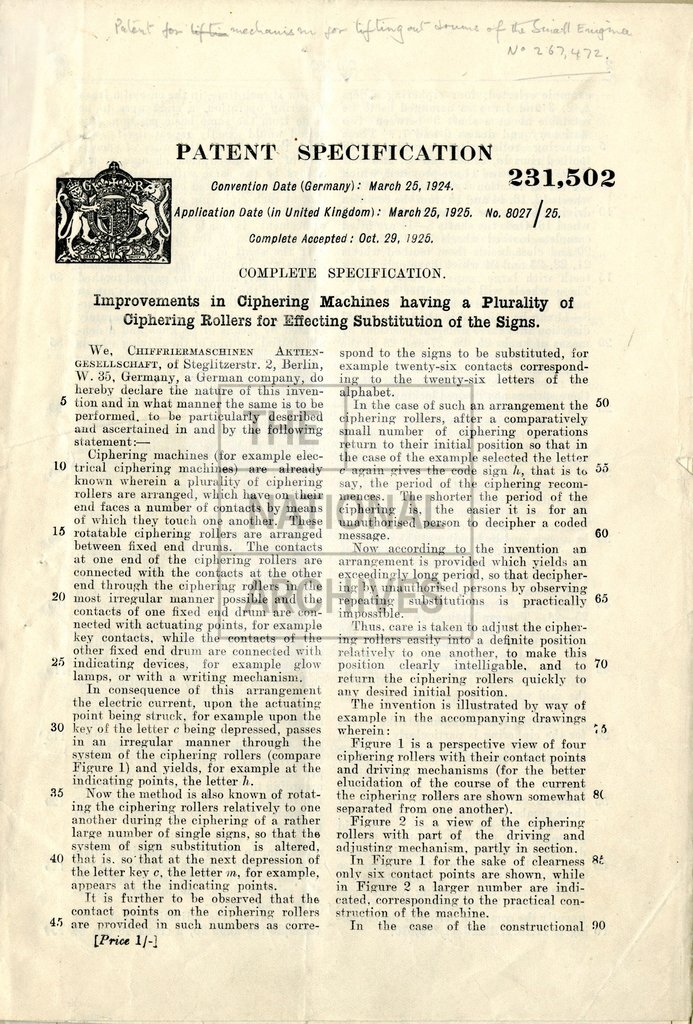 Patent for mechanism for lifting out drums of the Small Enigma
No 267,472.
PATENT SPECIFICATION
231,502
Convention Date (Germany): March 25, 1924.
Application Date (in United Kingdom): March 25, 1925. No. 8027/25.
Complete Accepted: Oct. 29, 1925.
COMPLETE SPECIFICATION.
Improvements in Ciphering Machines having a Plurality of
Ciphering Rollers for Effecting Substitution of the Signs.
We, CHIFFRIERMASCHINEN AKTIEN-
GESELLSCHAFT, of Steglitzerstr. 2, Berlin,
W. 35, Germany, a German company, do
hereby declare the nature of this inven-
5 tion and in what manner the same is to be
performed, to be particularly described
and ascertained in and by the following
statement:—
Ciphering machines (for example elec-
10 trical ciphering machines) are already
known wherein a plurality of ciphering
rollers are arranged, which have on their
end faces a number of contacts by means
of which they touch one another. These
15 rotatable ciphering rollers are arranged
between fixed end drums. The contacts
at one end of the ciphering rollers are
connected with the contacts at the other
end through the ciphering rollers in the
20 most irregular manner possible and the
contacts of one fixed end drum are con-
nected with actuating points, for example
key contacts, while the contacts of the
other fixed end drum are connected with
25 indicating devices, for example glow
lamps, or with a writing mechanism.
In consequence of this arrangement
the electric current, upon the actuating
point being struck, for example upon the
30 key of the letter c being depressed, passes
in an irregular manner through the
system of the ciphering rollers (compare
Figure 1) and yields, for example at the
indicating points, the letter h.
35 Now the method is also known of rotat-
ing the ciphering rollers relatively to one
another during the ciphering of a rather
large number of single signs, so that the
system of sign substitution is altered,
40 that is. so that at the next depression of
the letter key c, the letter m, for example,
appears at the indicating points.
It is further to be observed that the
contact points on the ciphering rollers
45 are provided in such numbers as corre-
[Price 1/-]
spond to the signs to be substituted, for
example twenty-six contacts correspond-
ing to the twenty-six letters of the
alphabet.
In the case of such an arrangement the 50
ciphering rollers, after a comparatively
small number of ciphering operations
return to their initial position so that in
the case of the example selected the letter
c again gives the code sign h, that is to 55
say, the period of the ciphering recom-
mences. The shorter the period of the
ciphering is, the easier it is for an
unauthorised person to decipher a coded
message. 60
Now according to the invention an
arrangement is provided which yields an
exceedingly long period, so that decipher-
ing by unauthorised persons by observing
repeating substitutions is practically 65
impossible.
Thus, care is taken to adjust the cipher-
ing rollers easily into a definite position
relatively to one another, to make this
position clearly intelligable, and to 70
return the ciphering rollers quickly to
any desired initial position.
The invention is illustrated by way of
example in the accompanying drawings
wherein: 75
Figure 1 is a perspective view of four
ciphering rollers with their contact points
and driving mechanisms (for the better
elucidation of the course of the current
the ciphering rollers are shown somewhat 80
separated from one another).
Figure 2 is a view of the ciphering
rollers with part of the driving and
adjusting mechanism, partly in section.
In Figure 1 for the sake of clearness 85
only six contact points are shown, while
in Figure 2 a larger number are indi-
cated, corresponding to the practical con-
struction of the machine.
In the case of the constructional 90
THE
NATIONAL
ARCHIVES